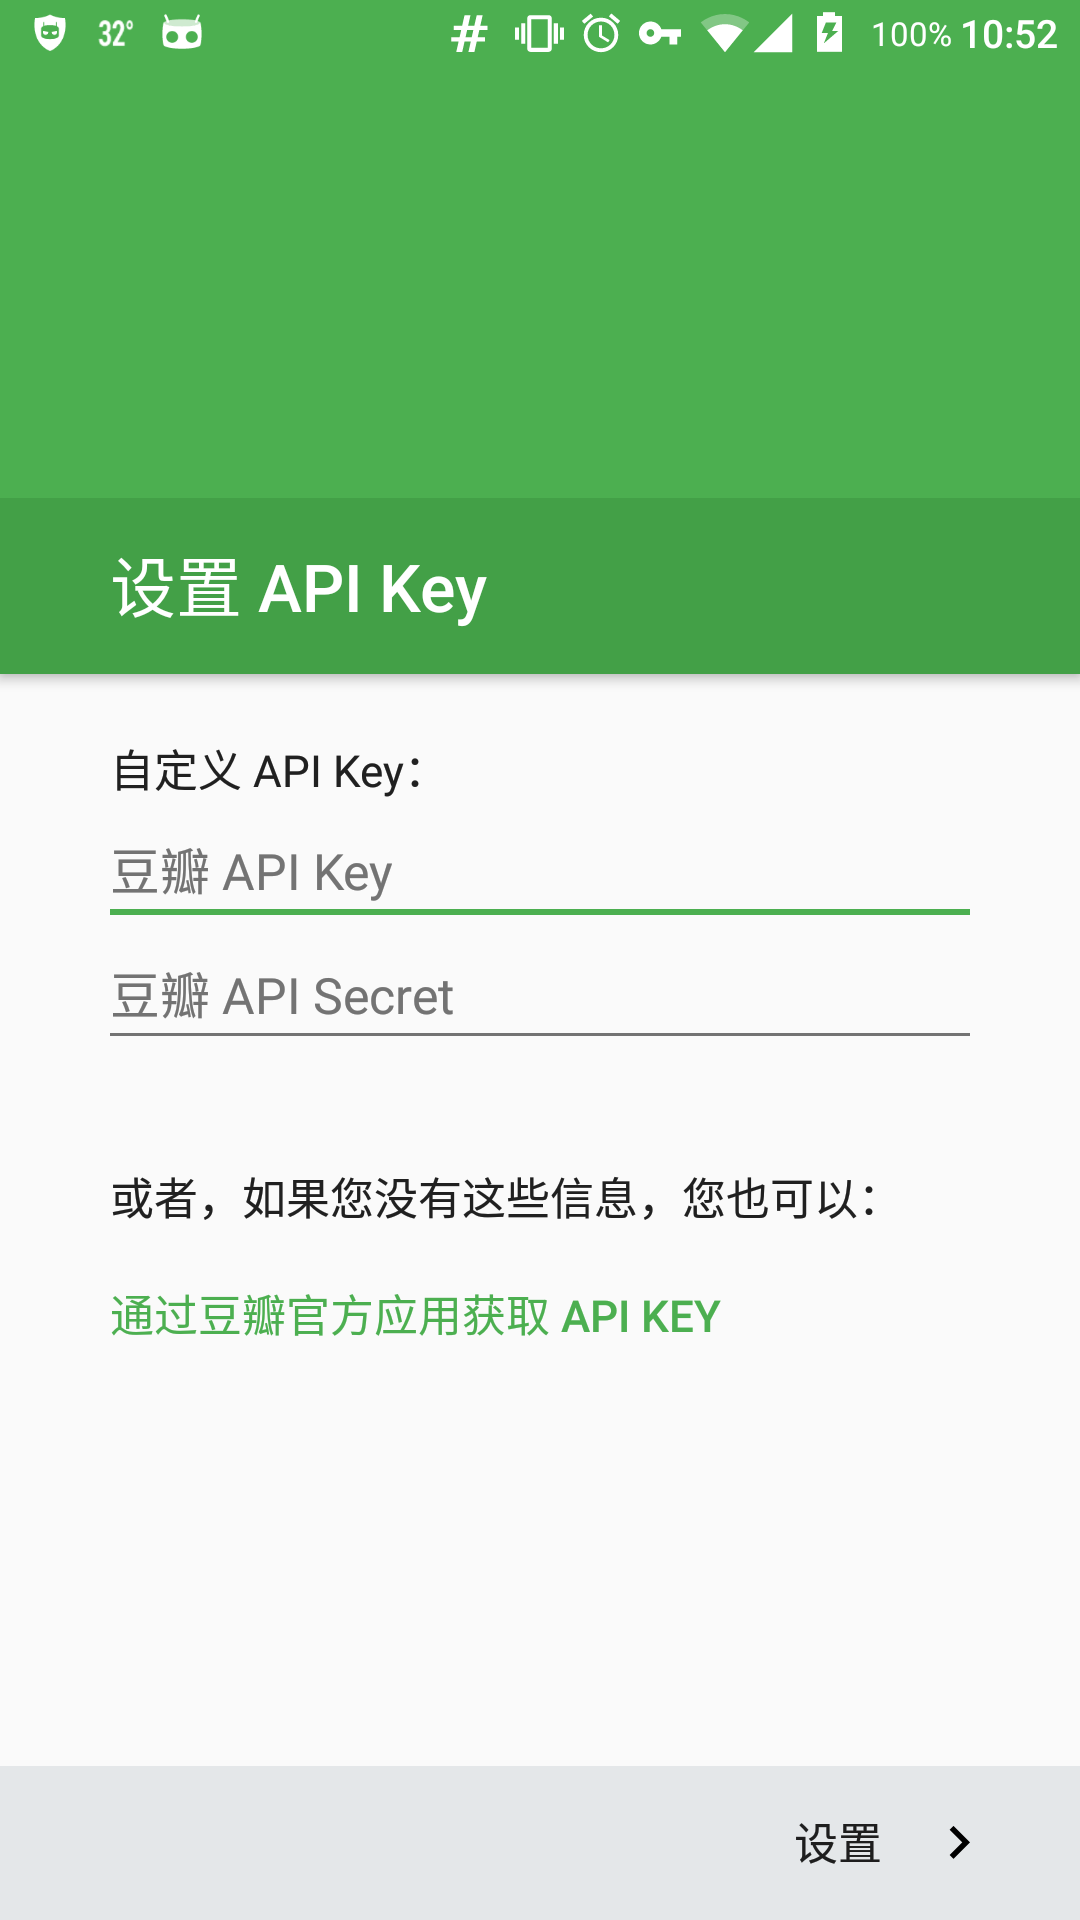 32° # 100% 10:52
设置 API Key
自定义 API Key：
豆瓣 API Key
豆瓣 API Secret
或者，如果您没有这些信息，您也可以：
通过豆瓣官方应用获取 API KEY
设置